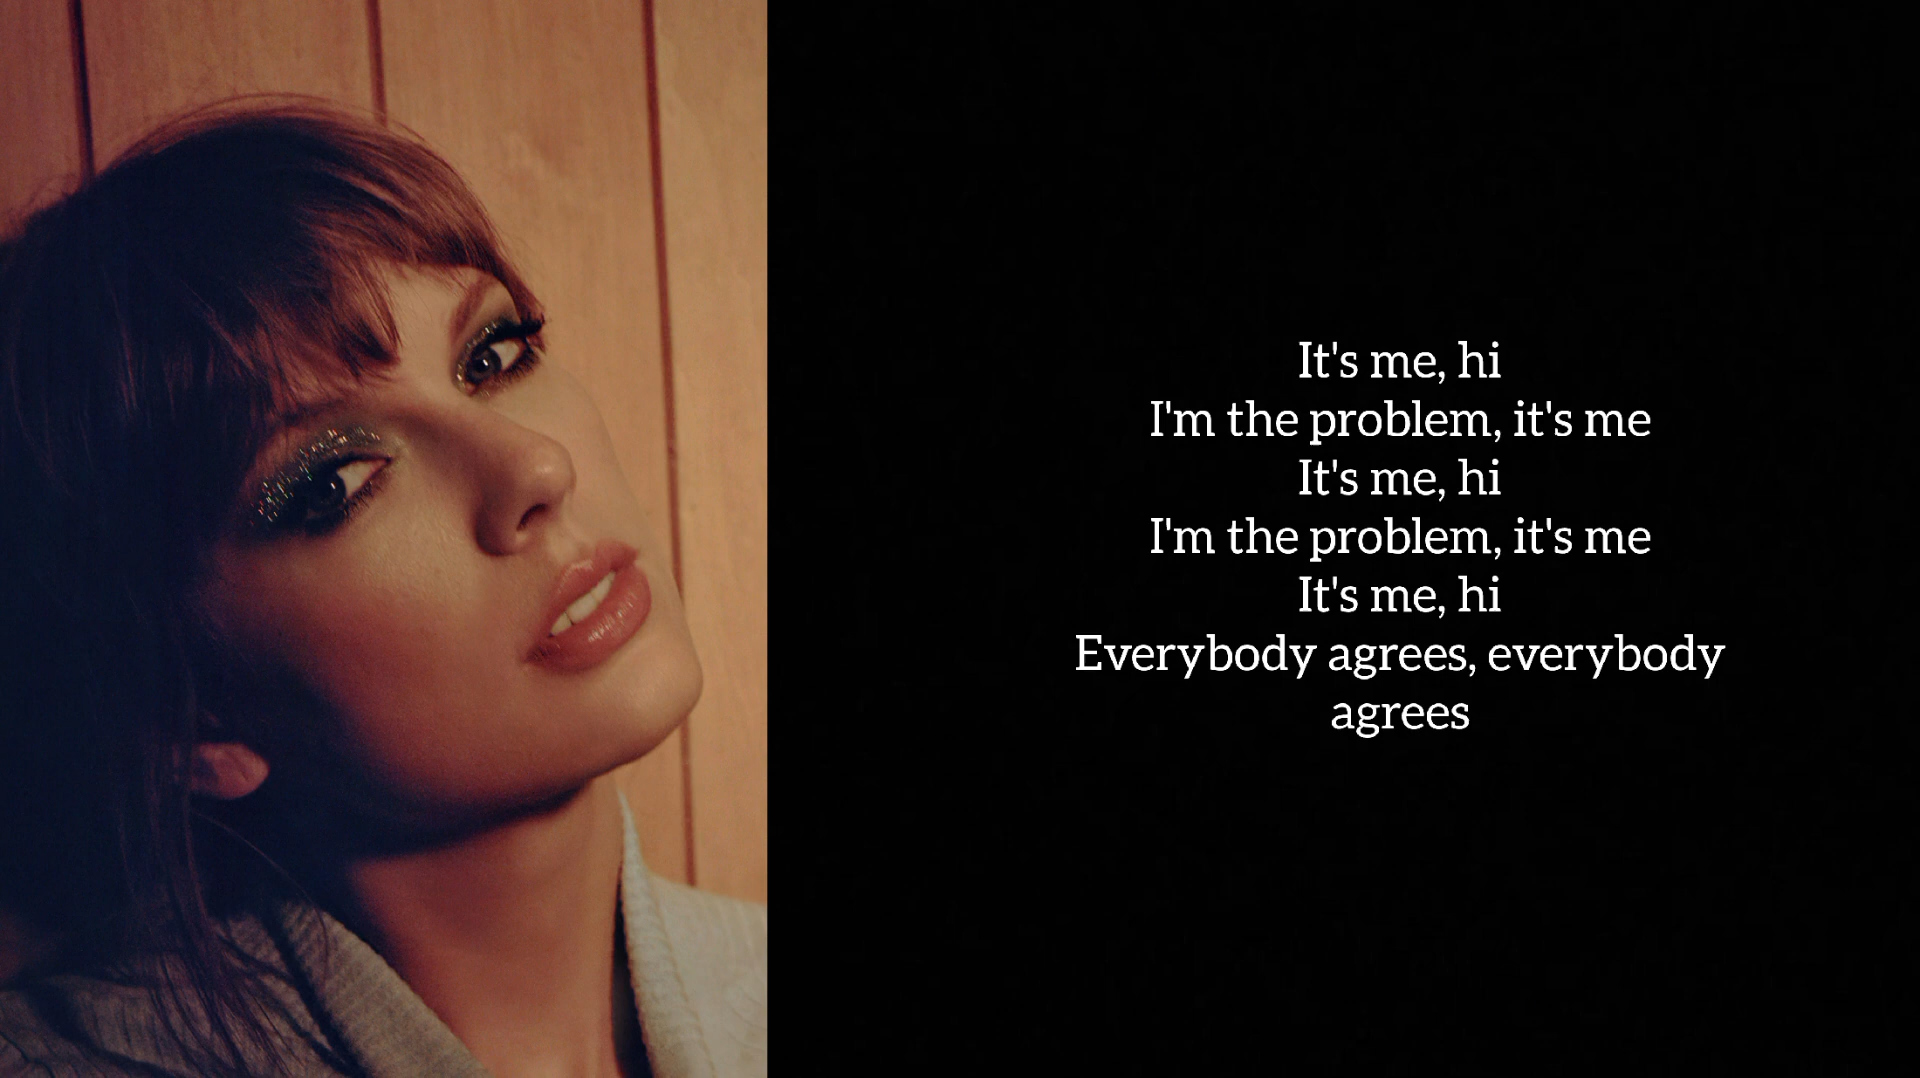 It's me, hi
I'm the problem, it's me
It's me, hi
I'm the problem, it's me
It's me, hi
Everybody agrees, everybody
agrees